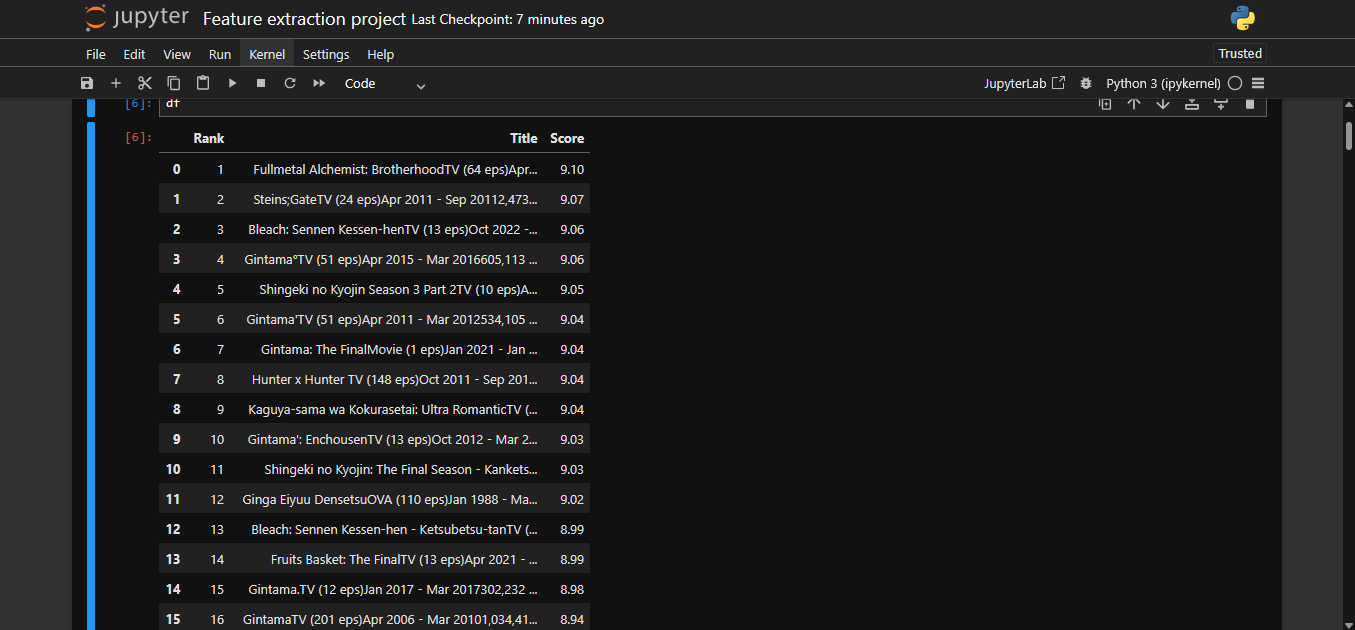 jupyter Feature extraction project Last Checkpoint: 7 minutes ago
File Edit View Run Kernel Settings Help Trusted
Code JupyterLab Python 3 (ipykernel)
[6]: df
[6]: Rank Title Score
0 1 Fullmetal Alchemist: BrotherhoodTV (64 eps)Apr... 9.10
1 2 Steins;GateTV (24 eps)Apr 2011 - Sep 20112,473... 9.07
2 3 Bleach: Sennen Kessen-henTV (13 eps)Oct 2022 -... 9.06
3 4 Gintama°TV (51 eps)Apr 2015 - Mar 2016605,113 ... 9.06
4 5 Shingeki no Kyojin Season 3 Part 2TV (10 eps)A... 9.05
5 6 Gintama'TV (51 eps)Apr 2011 - Mar 2012534,105 ... 9.04
6 7 Gintama: The FinalMovie (1 eps)Jan 2021 - Jan ... 9.04
7 8 Hunter x Hunter TV (148 eps)Oct 2011 - Sep 201... 9.04
8 9 Kaguya-sama wa Kokurasetai: Ultra RomanticTV (... 9.04
9 10 Gintama': EnchousenTV (13 eps)Oct 2012 - Mar 2... 9.03
10 11 Shingeki no Kyojin: The Final Season - Kankets... 9.03
11 12 Ginga Eiyuu DensetsuOVA (110 eps)Jan 1988 - Ma... 9.02
12 13 Bleach: Sennen Kessen-hen - Ketsubetsu-tanTV (... 8.99
13 14 Fruits Basket: The FinalTV (13 eps)Apr 2021 - ... 8.99
14 15 Gintama.TV (12 eps)Jan 2017 - Mar 2017302,232 ... 8.98
15 16 GintamaTV (201 eps)Apr 2006 - Mar 20101,034,41... 8.94